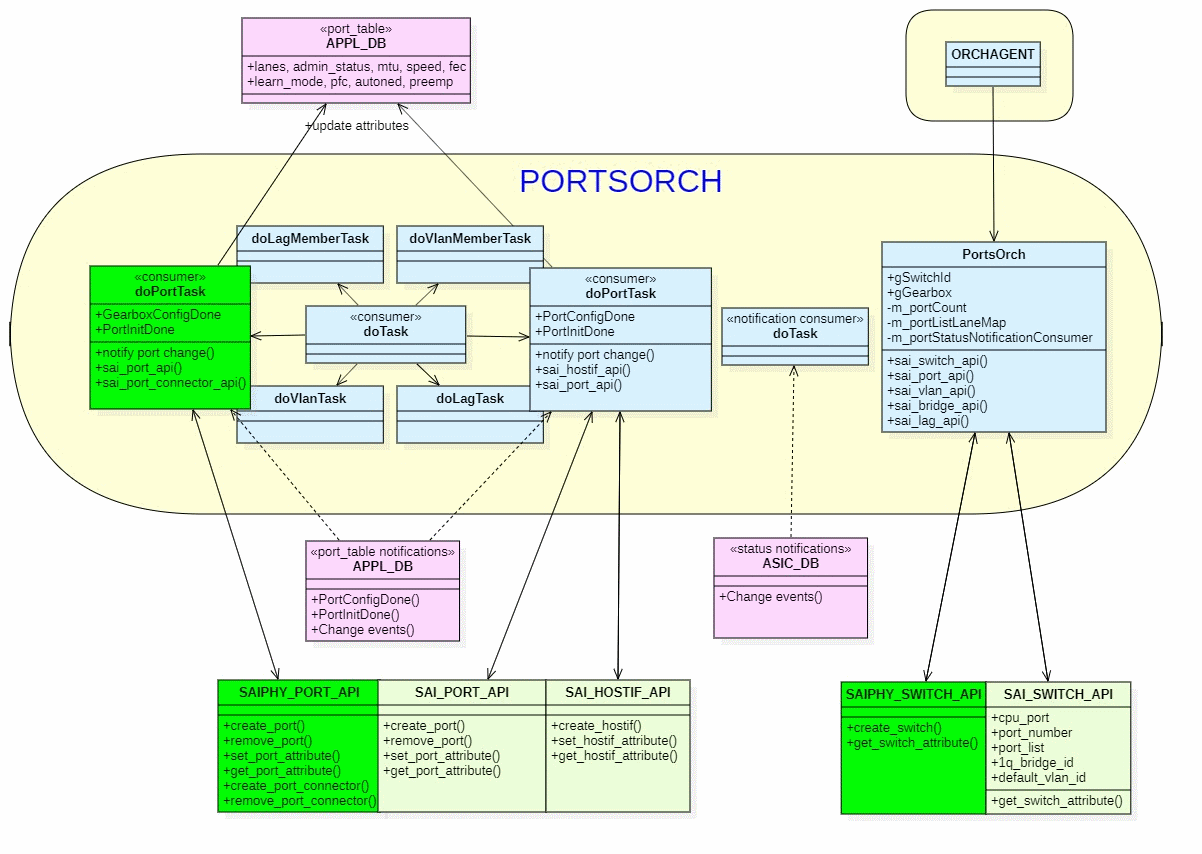 «port_table»
APPL_DB
+lanes, admin_status, mtu, speed, fec
+learn_mode, pfc, autoned, preemp
ORCHAGENT
+update attributes
PORTSORCH
doLagMemberTask
doVlanMemberTask
«consumer»
doPortTask
+GearboxConfigDone
+PortInitDone
+notify port change()
+sai_port_api()
+sai_port_connector_api()
«consumer»
doTask
«consumer»
doPortTask
+PortConfigDone
+PortInitDone
+notify port change()
+sai_hostif_api()
+sai_port_api()
«notification consumer»
doTask
PortsOrch
+gSwitchId
+gGearbox
-m_portCount
-m_portListLaneMap
-m_portStatusNotificationConsumer
+sai_switch_api()
+sai_port_api()
+sai_vlan_api()
+sai_bridge_api()
+sai_lag_api()
doVlanTask
doLagTask
«port_table notifications»
APPL_DB
+PortConfigDone()
+PortInitDone()
+Change events()
«status notifications»
ASIC_DB
+Change events()
SAIPHY_PORT_API
+create_port()
+remove_port()
+set_port_attribute()
+get_port_attribute()
+create_port_connector()
+remove_port_connector()
SAI_PORT_API
+create_port()
+remove_port()
+set_port_attribute()
+get_port_attribute()
SAI_HOSTIF_API
+create_hostif()
+set_hostif_attribute()
+get_hostif_attribute()
SAIPHY_SWITCH_API
+create_switch()
+get_switch_attribute()
SAI_SWITCH_API
+cpu_port
+port_number
+port_list
+1q_bridge_id
+default_vlan_id
+get_switch_attribute()